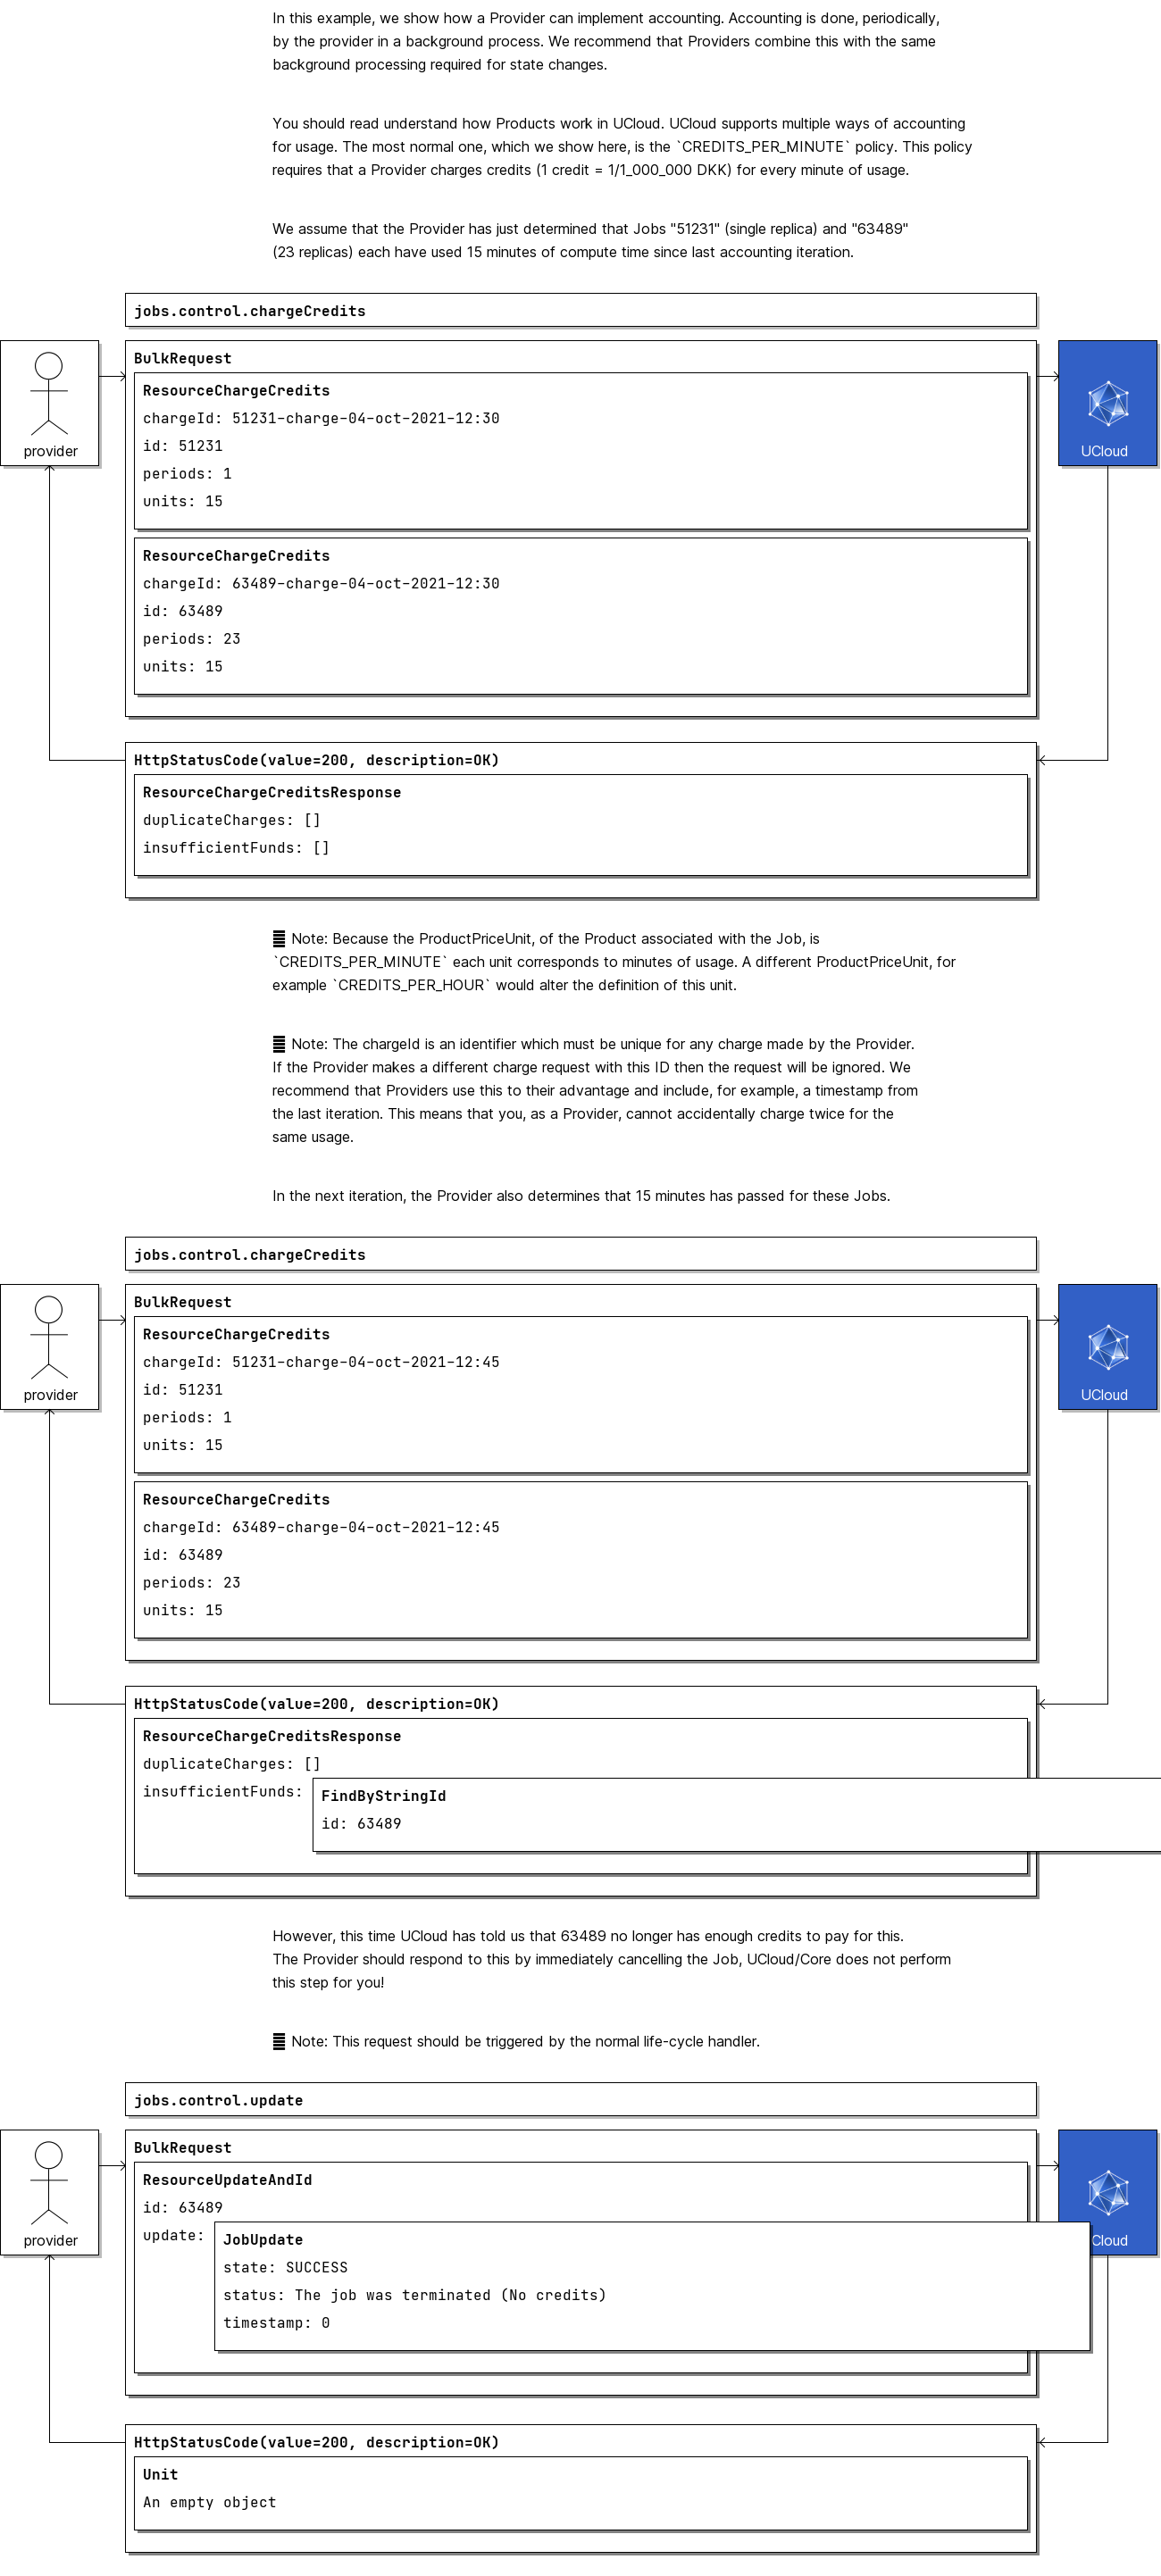 In this example, we show how a Provider can implement accounting. Accounting is done, periodically,
by the provider in a background process. We recommend that Providers combine this with the same
background processing required for state changes.
You should read understand how Products work in UCloud. UCloud supports multiple ways of accounting
for usage. The most normal one, which we show here, is the `CREDITS_PER_MINUTE` policy. This policy
requires that a Provider charges credits (1 credit = 1/1_000_000 DKK) for every minute of usage.
We assume that the Provider has just determined that Jobs "51231" (single replica) and "63489"
(23 replicas) each have used 15 minutes of compute time since last accounting iteration.
jobs.control.chargeCredits
BulkRequest
ResourceChargeCredits
chargeId: 51231-charge-04-oct-2021-12:30
id: 51231
periods: 1
units: 15
provider
UCloud
ResourceChargeCredits
chargeId: 63489-charge-04-oct-2021-12:30
id: 63489
periods: 23
units: 15
HttpStatusCode(value=200, description=OK)
ResourceChargeCreditsResponse
duplicateCharges: []
insufficientFunds: []
Note: Because the ProductPriceUnit, of the Product associated with the Job, is
`CREDITS_PER_MINUTE` each unit corresponds to minutes of usage. A different ProductPriceUnit, for
example `CREDITS_PER_HOUR` would alter the definition of this unit.
Note: The chargeId is an identifier which must be unique for any charge made by the Provider.
If the Provider makes a different charge request with this ID then the request will be ignored. We
recommend that Providers use this to their advantage and include, for example, a timestamp from
the last iteration. This means that you, as a Provider, cannot accidentally charge twice for the
same usage.
In the next iteration, the Provider also determines that 15 minutes has passed for these Jobs.
jobs.control.chargeCredits
BulkRequest
ResourceChargeCredits
chargeId: 51231-charge-04-oct-2021-12:45
id: 51231
periods: 1
units: 15
provider
UCloud
ResourceChargeCredits
chargeId: 63489-charge-04-oct-2021-12:45
id: 63489
periods: 23
units: 15
HttpStatusCode(value=200, description=OK)
ResourceChargeCreditsResponse
duplicateCharges: []
insufficientFunds:
FindByStringId
id: 63489
However, this time UCloud has told us that 63489 no longer has enough credits to pay for this.
The Provider should respond to this by immediately cancelling the Job, UCloud/Core does not perform
this step for you!
Note: This request should be triggered by the normal life-cycle handler.
jobs.control.update
BulkRequest
ResourceUpdateAndId
id: 63489
update:
provider
Cloud
JobUpdate
state: SUCCESS
status: The job was terminated (No credits)
timestamp: 0
HttpStatusCode(value=200, description=OK)
Unit
An empty object